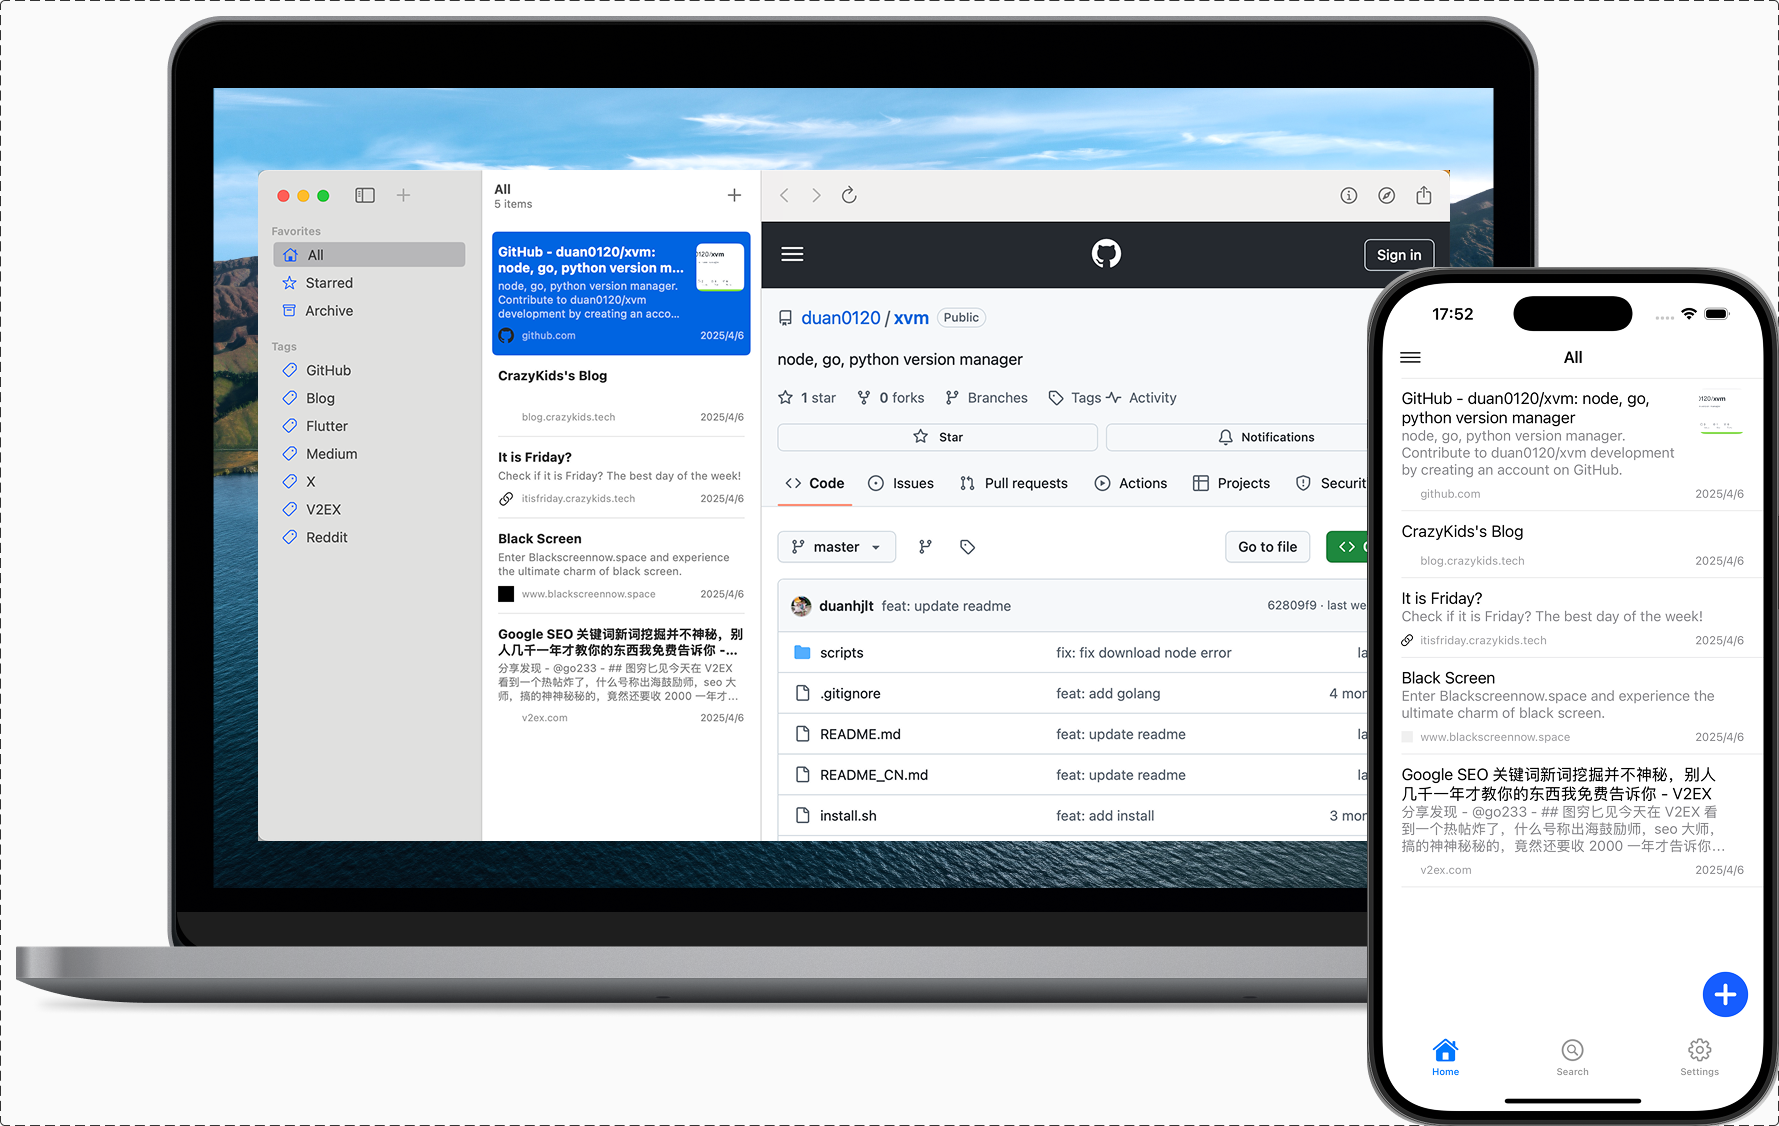 Favorites
All
Starred
Archive
Tags
GitHub
Blog
Flutter
Medium
X
V2EX
Reddit
All
5 items
GitHub - duan0120/xvm:
node, go, python version m...
node, go, python version manager.
Contribute to duan0120/xvm
development by creating an acco...
github.com 2025/4/6
CrazyKids's Blog
blog.crazykids.tech 2025/4/6
It is Friday?
Check if it is Friday? The best day of the week!
itisfriday.crazykids.tech 2025/4/6
Black Screen
Enter Blackscreennow.space and experience
the ultimate charm of black screen.
www.blackscreennow.space 2025/4/6
Google SEO 关键词新词挖掘并不神秘，别
人几千一年才教你的东西我免费告诉你 -...
分享发现 - @go233 - ## 图穷匕见今天在 V2EX
看到一个热帖炸了，什么号称出海鼓励师，seo 大
师，搞的神神秘秘的，竟然还要收 2000 一年才...
v2ex.com 2025/4/6
Sign in
duan0120 / xvm Public
node, go, python version manager
1 star 0 forks Branches Tags Activity
Star Notifications
Code Issues Pull requests Actions Projects Securit
master Go to file
duanhjlt feat: update readme 62809f9 · last we
scripts fix: fix download node error la
.gitignore feat: add golang 4 mor
README.md feat: update readme la
README_CN.md feat: update readme la
install.sh feat: add install 3 mor
17:52
All
GitHub - duan0120/xvm: node, go,
python version manager
node, go, python version manager.
Contribute to duan0120/xvm development
by creating an account on GitHub.
github.com 2025/4/6
CrazyKids's Blog
blog.crazykids.tech 2025/4/6
It is Friday?
Check if it is Friday? The best day of the week!
itisfriday.crazykids.tech 2025/4/6
Black Screen
Enter Blackscreennow.space and experience the
ultimate charm of black screen.
www.blackscreennow.space 2025/4/6
Google SEO 关键词新词挖掘并不神秘，别人
几千一年才教你的东西我免费告诉你 - V2EX
分享发现 - @go233 - ## 图穷匕见今天在 V2EX 看
到一个热帖炸了，什么号称出海鼓励师，seo 大师，
搞的神神秘秘的，竟然还要收 2000 一年才告诉你...
v2ex.com 2025/4/6
Home Search Settings